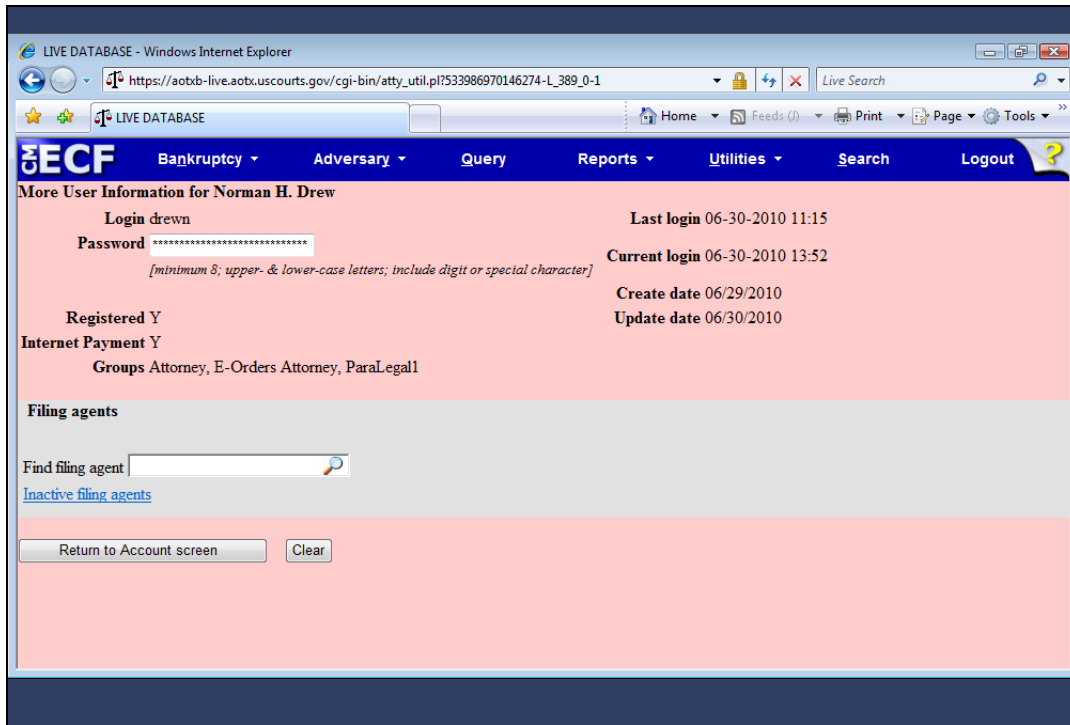 LIVE DATABASE - Windows Internet Explorer
https://aotxb-live.aotx.uscourts.gov/cgi-bin/atty_util.pl?533986970146274-L_389_0-1
Live Search
LIVE DATABASE
Home Feeds (J) Print Page Tools »
CM ECF Bankruptcy Adversary Query Reports Utilities Search Logout ?
More User Information for Norman H. Drew
Login drewn Last login 06-30-2010 11:15
Password ******************************
Current login 06-30-2010 13:52
[minimum 8; upper- & lower-case letters; include digit or special character]
Create date 06/29/2010
Registered Y Update date 06/30/2010
Internet Payment Y
Groups Attorney, E-Orders Attorney, ParaLegal1
Filing agents
Find filing agent
Inactive filing agents
Return to Account screen Clear